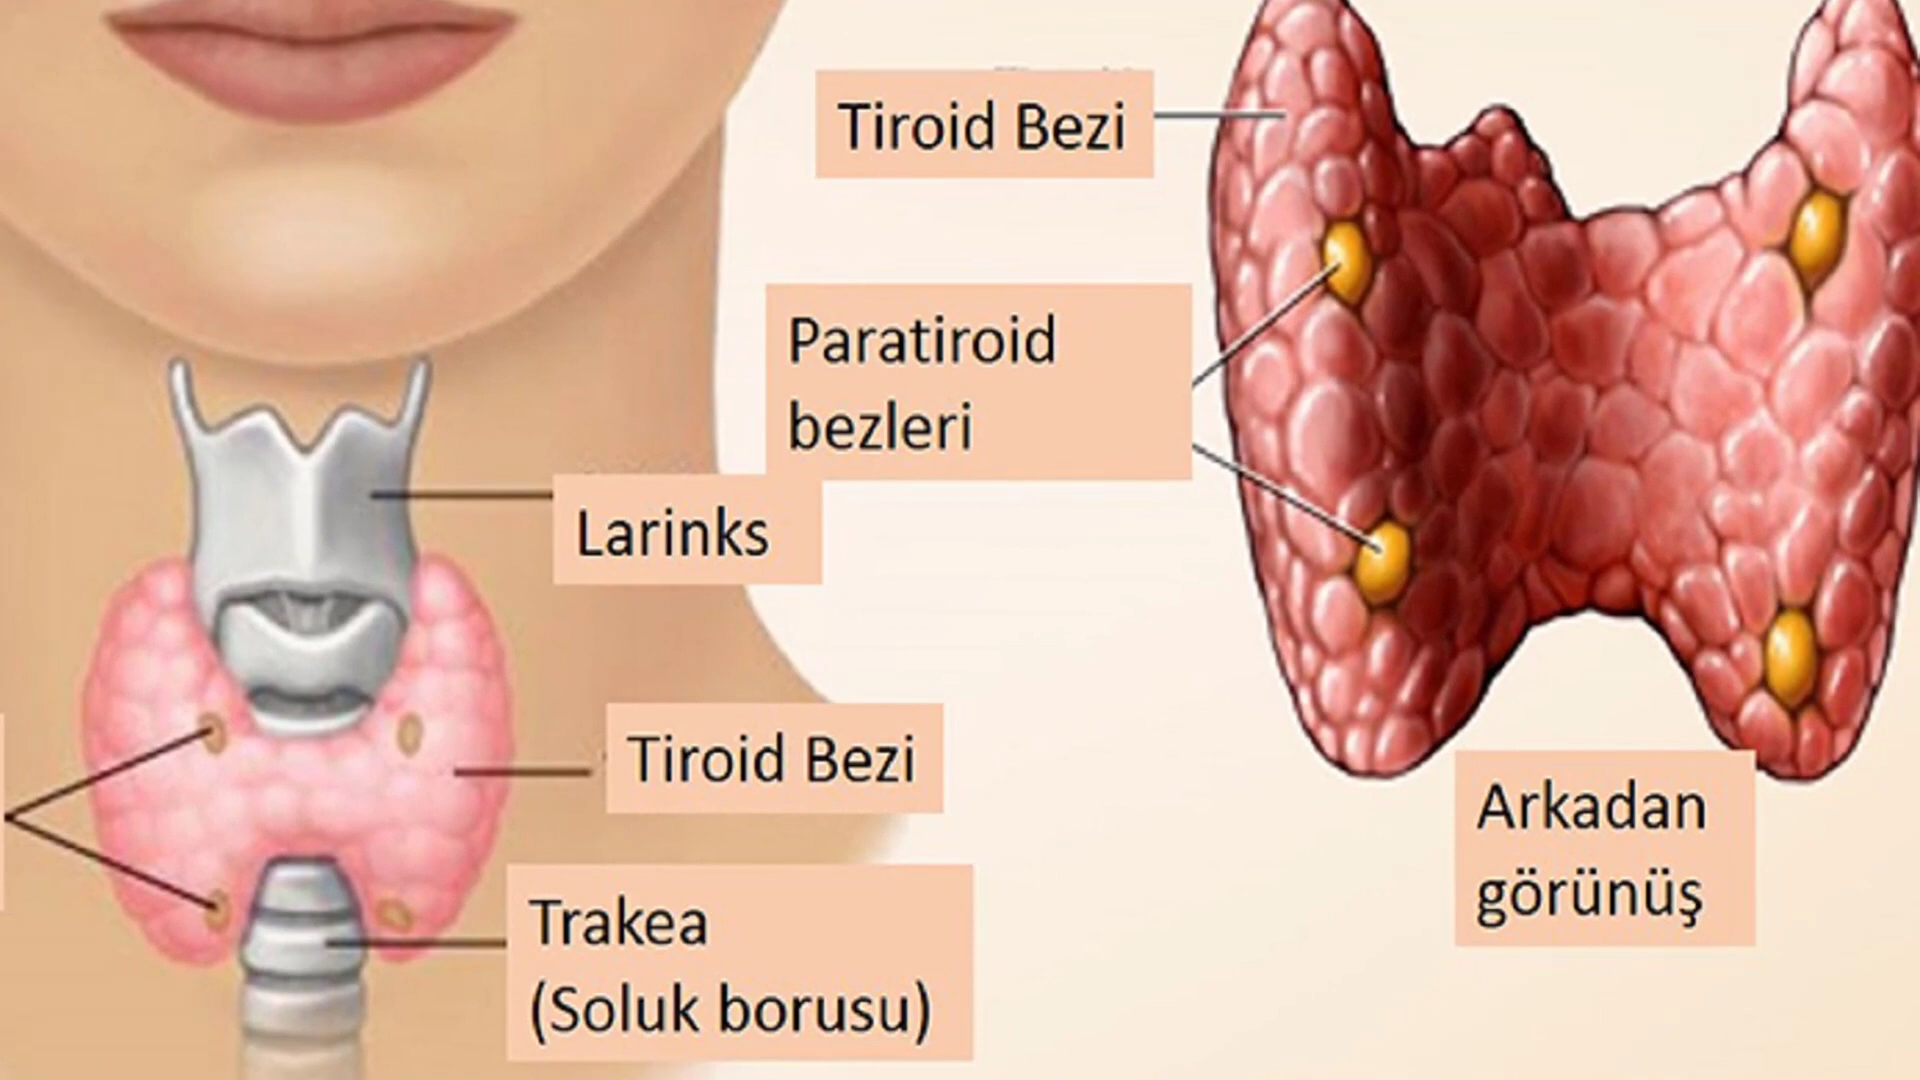 Tiroid Bezi
Paratiroid
bezleri
Larinks
Tiroid Bezi
Trakea
(Soluk borusu)
Arkadan
görünüş